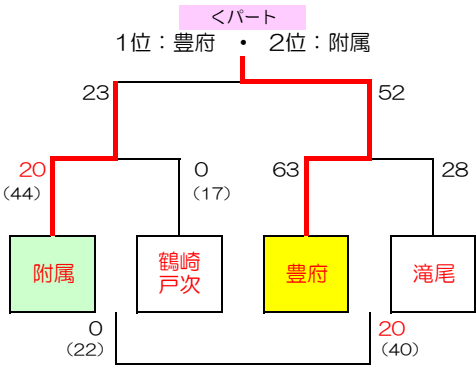 くパート
1位：豊府　・　2位：附属
23
52
20
(44)
0
(17)
63
28
附属
鶴崎
戸次
豊府
滝尾
0
(22)
20
(40)